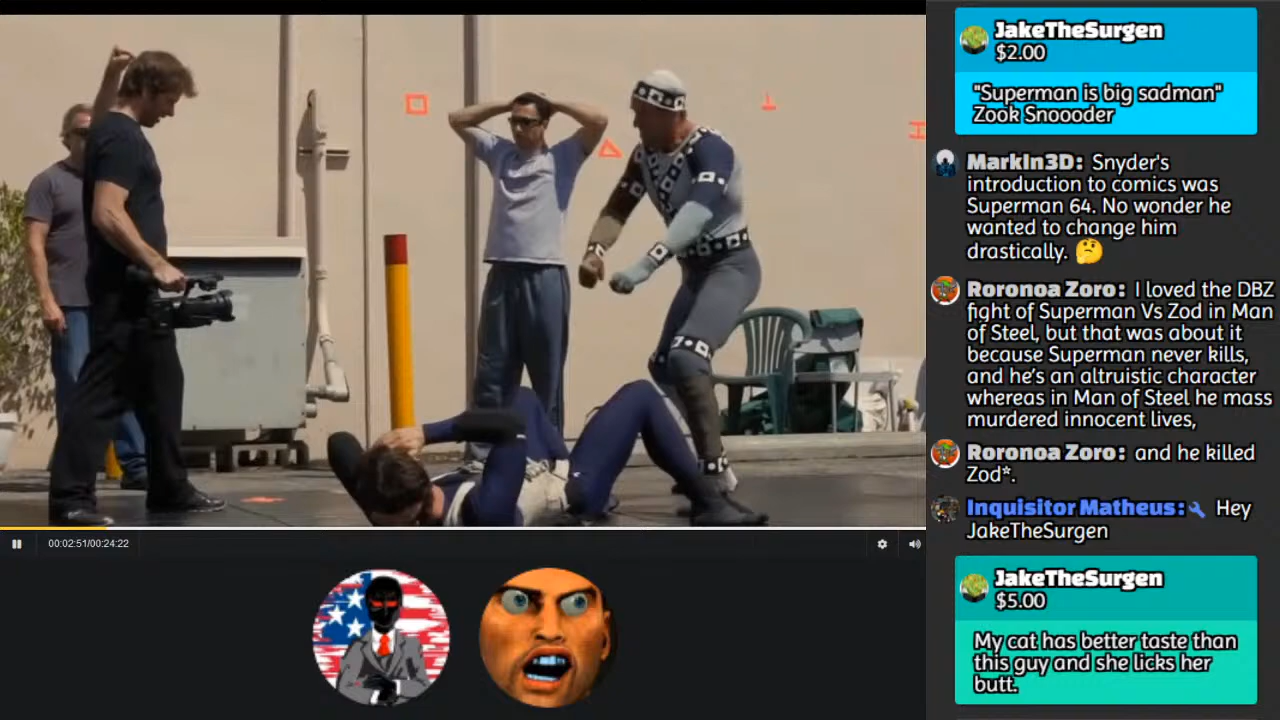 JakeTheSurgen
$2.00
"Superman is big sadman"
Zook Snoooder
MarkIn3D: Snyder's
introduction to comics was
Superman 64. No wonder he
wanted to change him
drastically. 🤔
Roronoa Zoro: I loved the DBZ
fight of Superman Vs Zod in Man
of Steel, but that was about it
because Superman never kills,
and he's an altruistic character
whereas in Man of Steel he mass
murdered innocent lives,
Roronoa Zoro: and he killed
Zod*.
Inquisitor Matheus: Hey
JakeTheSurgen
JakeTheSurgen
$5.00
My cat has better taste than
this guy and she licks her
butt.
00:02:51/00:24:22